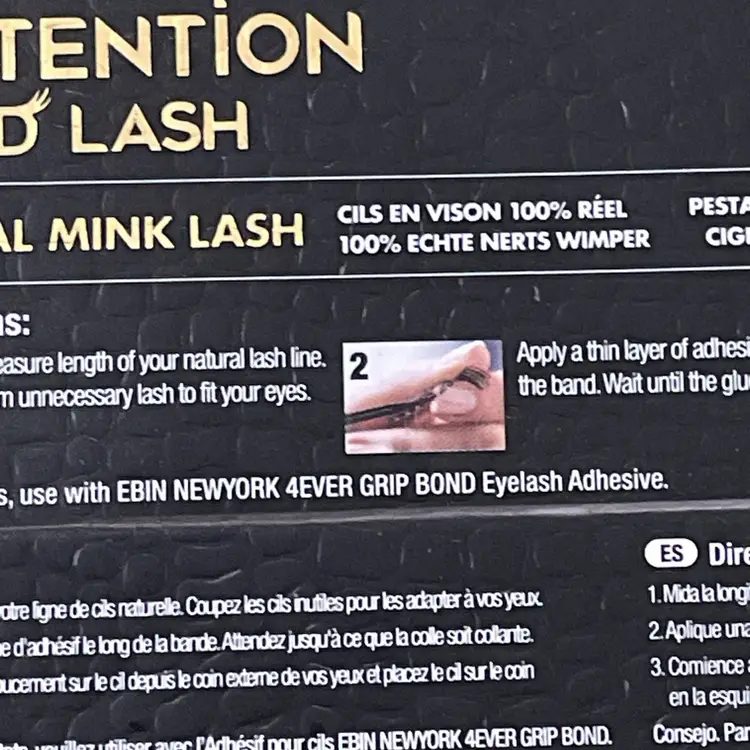 TENTION
D LASH
AL MINK LASH
CILS EN VISON 100% RÉEL
100% ECHTE NERTS WIMPER
PESTA
CIGI
ns:
easure length of your natural lash line.
m unnecessary lash to fit your eyes.
2
Apply a thin layer of adhesi
the band. Wait until the glu
s, use with EBIN NEWYORK 4EVER GRIP BOND Eyelash Adhesive.
otre ligne de cils naturelle. Coupez les cils inutiles pour les adapter à vos yeux.
e d'adhésif le long de la bande. Attendez jusqu'à ce que la colle soit collante.
oucement sur le cil depuis le coin externe de vos yeux et placez le cil sur le coin
veuillez utiliser avec l'Adhésif pour cils EBIN NEWYORK 4EVER GRIP BOND.
ES Dire
1. Mida la longi
2. Aplique una
3. Comience a
en la esqui
Consejo. Par